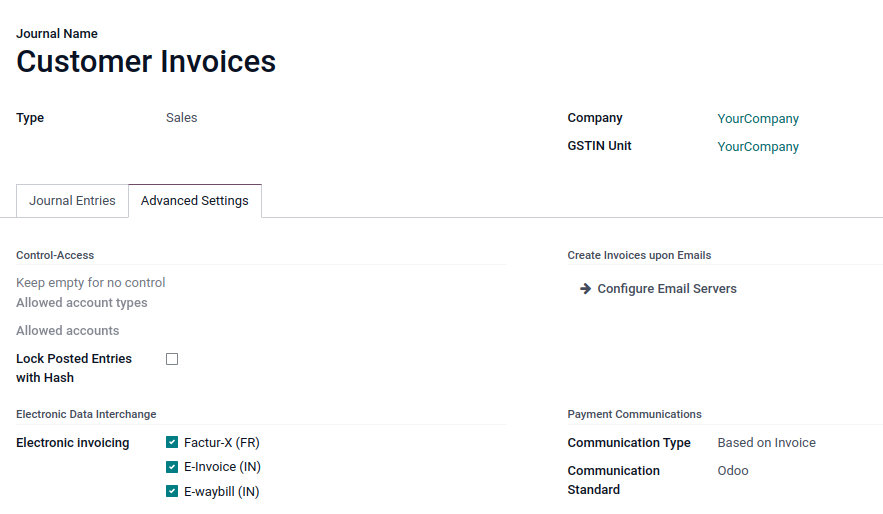 Journal Name
Customer Invoices
Type Sales Company YourCompany
GSTIN Unit YourCompany
Journal Entries Advanced Settings
Control-Access Create Invoices upon Emails
Keep empty for no control
Allowed account types
Configure Email Servers
Allowed accounts
Lock Posted Entries
with Hash
Electronic Data Interchange Payment Communications
Electronic invoicing Factur-X (FR) Communication Type Based on Invoice
E-Invoice (IN) Communication Odoo
Standard
E-waybill (IN)